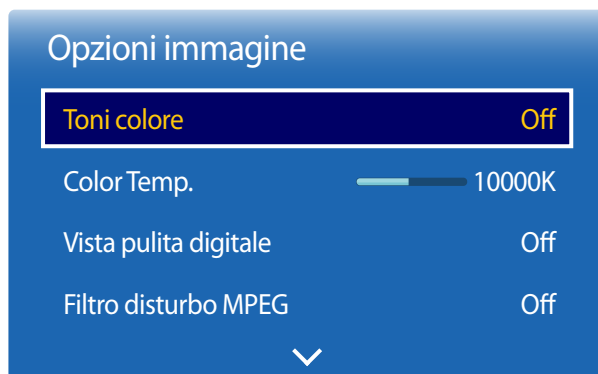 Opzioni immagine
Toni colore Off
Color Temp. 10000K
Vista pulita digitale Off
Filtro disturbo MPEG Off